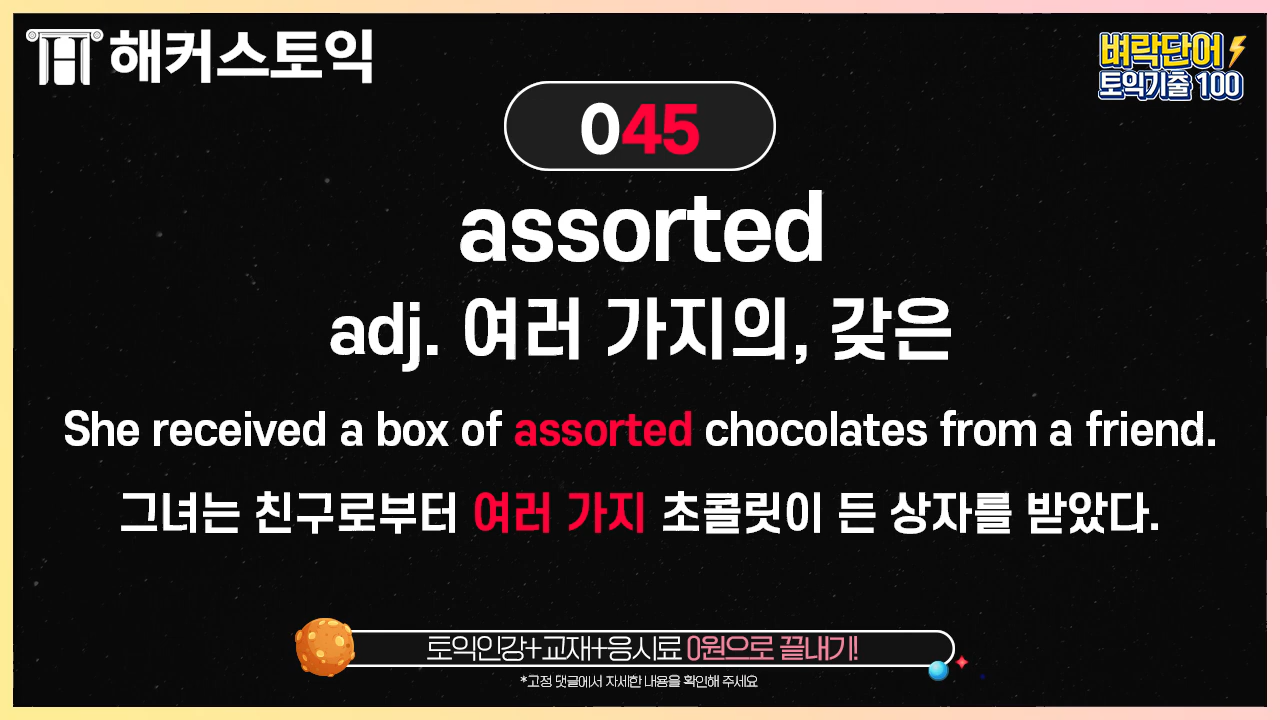 해커스토익
벼락단어
토익기출 100
045
assorted
adj. 여러 가지의, 갖은
She received a box of assorted chocolates from a friend.
그녀는 친구로부터 여러 가지 초콜릿이 든 상자를 받았다.
토익인강+교재+응시료 0원으로 끝내기!
*고정 댓글에서 자세한 내용을 확인해 주세요